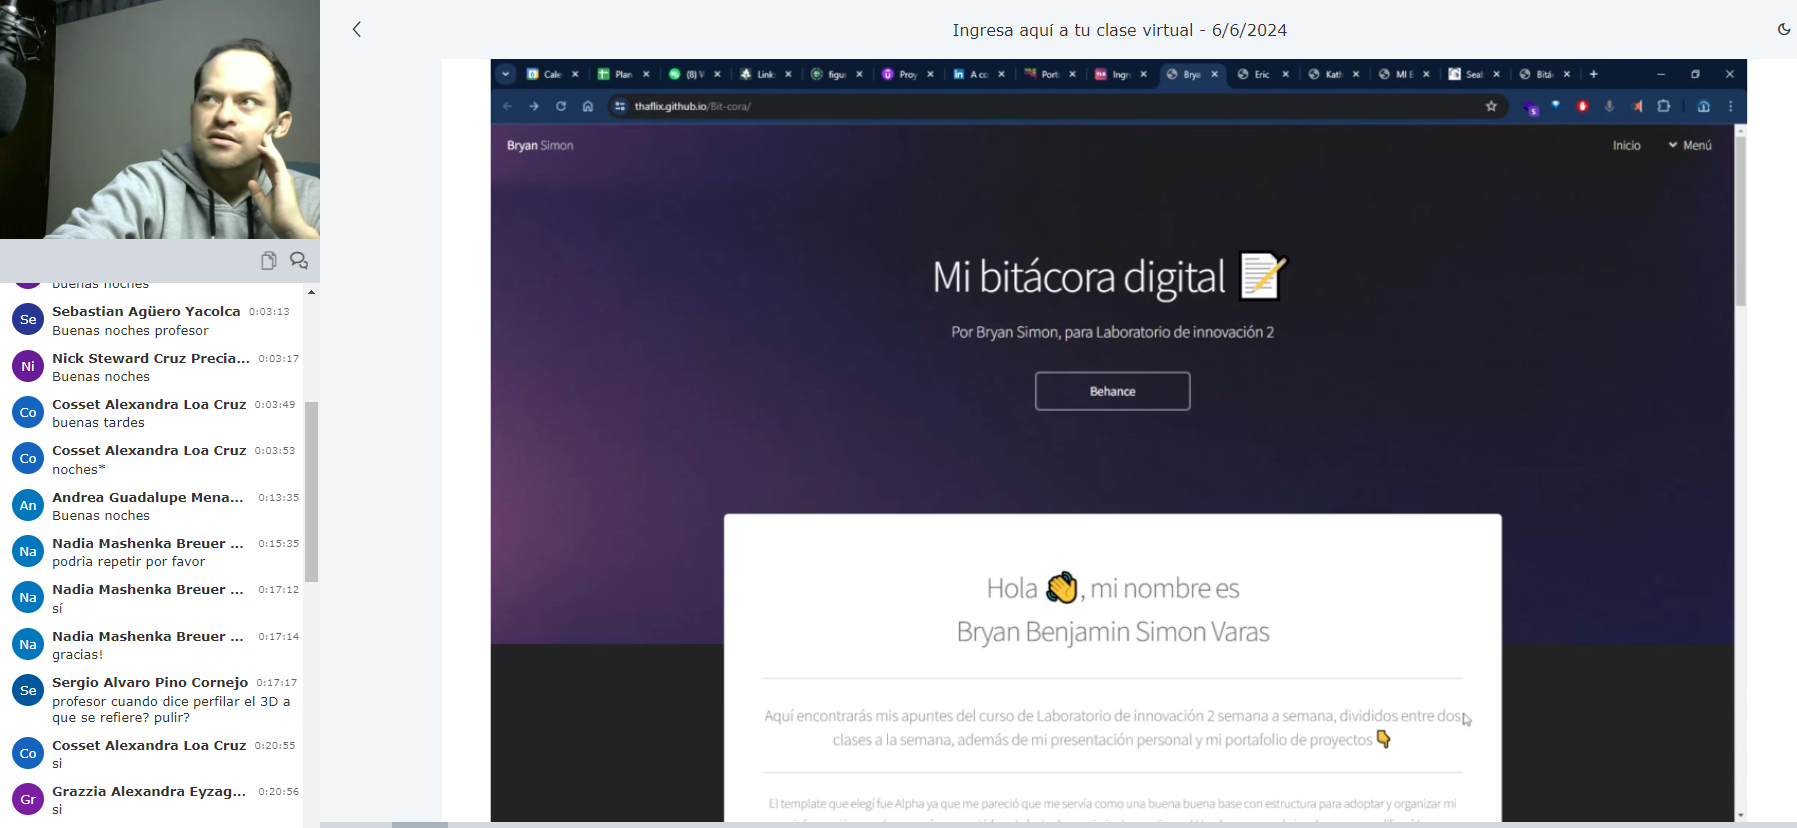 Ingresa aquí a tu clase virtual - 6/6/2024
buenas noches
Se
Sebastian Agüero Yacolca 0:03:13
Buenas noches profesor
Ni
Nick Steward Cruz Precia... 0:03:17
Buenas noches
Co
Cosset Alexandra Loa Cruz 0:03:49
buenas tardes
Co
Cosset Alexandra Loa Cruz 0:03:53
noches*
An
Andrea Guadalupe Mena... 0:13:35
Buenas noches
Na
Nadia Mashenka Breuer ... 0:15:35
podria repetir por favor
Na
Nadia Mashenka Breuer ... 0:17:12
sí
Na
Nadia Mashenka Breuer ... 0:17:14
gracias!
Se
Sergio Alvaro Pino Cornejo 0:17:17
profesor cuando dice perfilar el 3D a
que se refiere? pulir?
Co
Cosset Alexandra Loa Cruz 0:20:55
si
Gr
Grazzia Alexandra Eyzag... 0:20:56
si
Cale Plan (8) V Link: figu Proy A co Port: Ingr Brya Eric Kath MI E Seal Bitá
thaflix.github.io/Bit-cora/
Bryan Simon
Inicio Menú
Mi bitácora digital
Por Bryan Simon, para Laboratorio de innovación 2
Behance
Hola , mi nombre es
Bryan Benjamin Simon Varas
Aquí encontrarás mis apuntes del curso de Laboratorio de innovación 2 semana a semana, divididos entre dos
clases a la semana, además de mi presentación personal y mi portafolio de proyectos
El template que elegí fue Alpha ya que me pareció que me servía como una buena buena base con estructura para adoptar y organizar mi